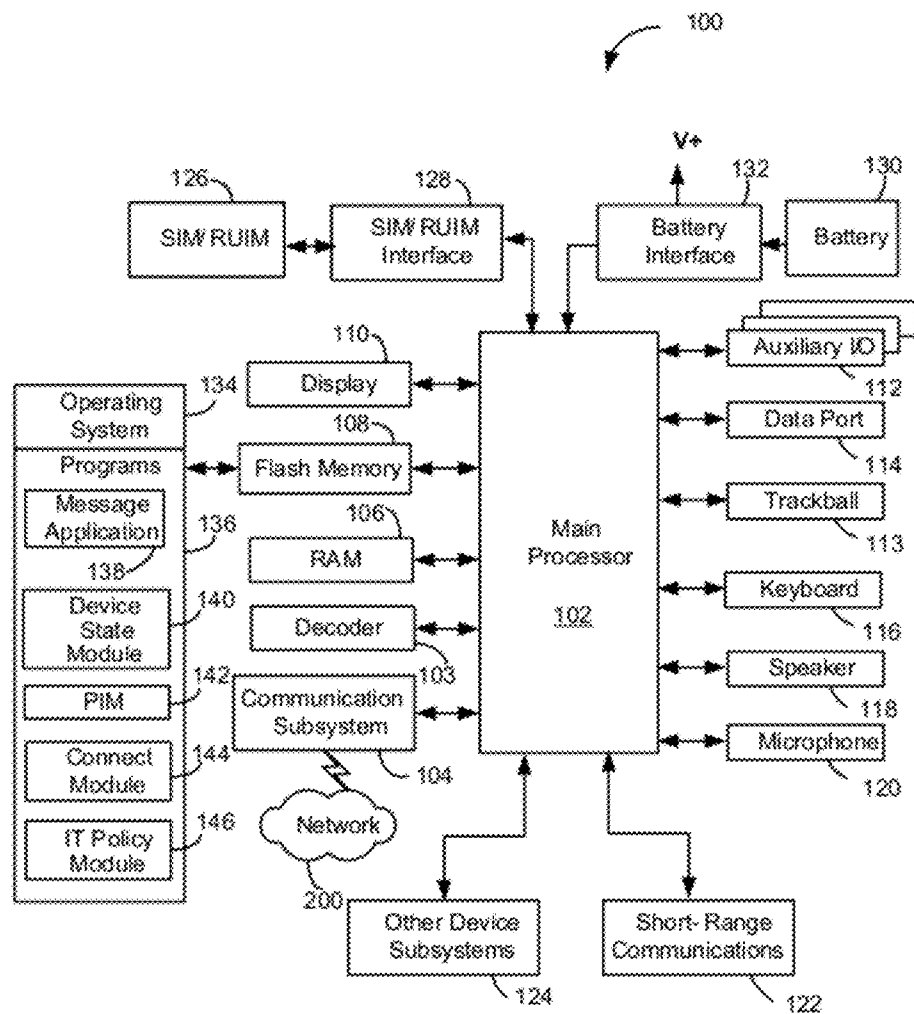 100
V+
126
128
132
130
SIM/ RUIM
SIM/ RUIM
Interface
Battery
Interface
Battery
110
Display
Auxiliary I/O
112
134
Operating
System
108
Flash Memory
Data Port
114
Programs
Message
Application
138
136
106
RAM
Main
Processor
102
Trackball
113
140
Device
State
Module
Decoder
103
Keyboard
116
142
PIM
Communication
Subsystem
104
Speaker
118
144
Connect
Module
Microphone
120
146
IT Policy
Module
Network
200
Other Device
Subsystems
124
Short- Range
Communications
122